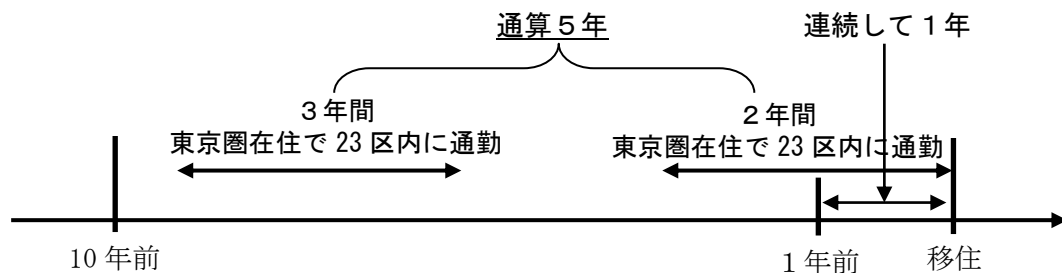 通算５年
連続して１年
３年間
東京圏在住で 23 区内に通勤
２年間
東京圏在住で 23 区内に通勤
10 年前
１年前
移住